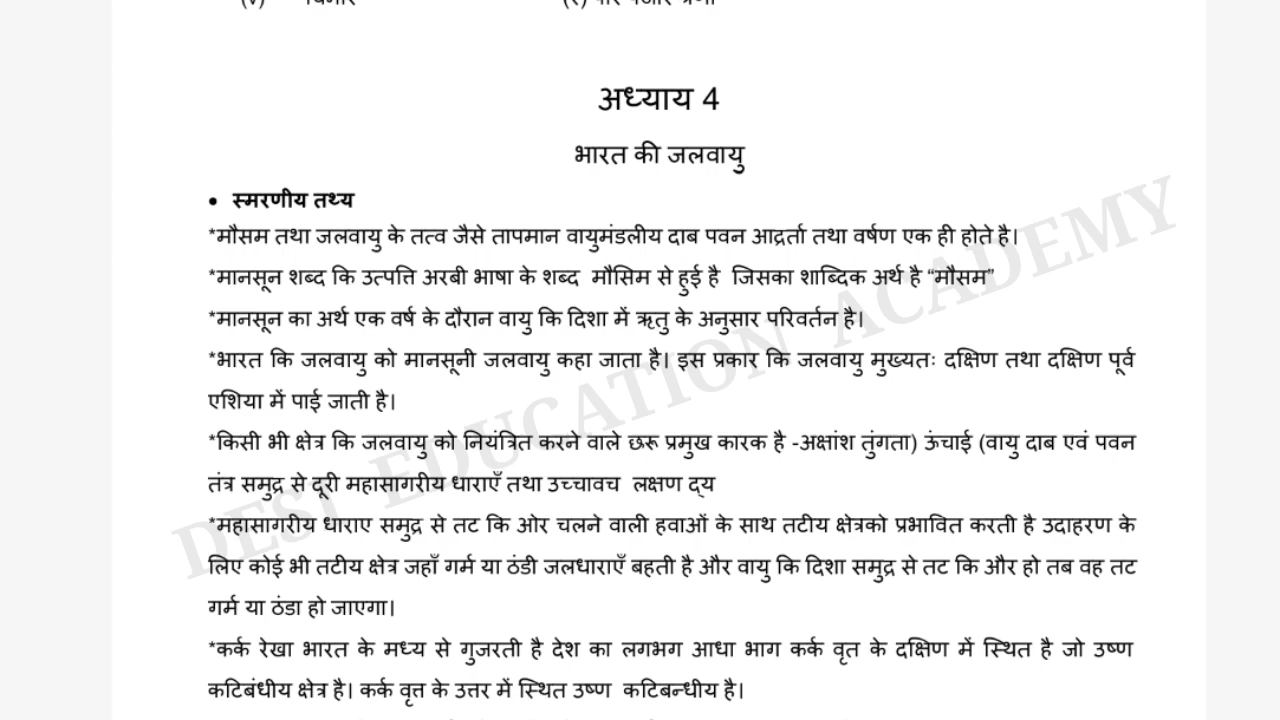 अध्याय 4
भारत की जलवायु
• स्मरणीय तथ्य
*मौसम तथा जलवायु के तत्व जैसे तापमान वायुमंडलीय दाब पवन आद्रर्ता तथा वर्षण एक ही होते है।
*मानसून शब्द कि उत्पत्ति अरबी भाषा के शब्द मौसिम से हुई है जिसका शाब्दिक अर्थ है “मौसम”
*मानसून का अर्थ एक वर्ष के दौरान वायु कि दिशा में ऋतु के अनुसार परिवर्तन है।
*भारत कि जलवायु को मानसूनी जलवायु कहा जाता है। इस प्रकार कि जलवायु मुख्यतः दक्षिण तथा दक्षिण पूर्व
एशिया में पाई जाती है।
*किसी भी क्षेत्र कि जलवायु को नियंत्रित करने वाले छरू प्रमुख कारक है -अक्षांश तुंगता) ऊंचाई (वायु दाब एवं पवन
तंत्र समुद्र से दूरी महासागरीय धाराएँ तथा उच्चावच लक्षण द्य
*महासागरीय धाराए समुद्र से तट कि ओर चलने वाली हवाओं के साथ तटीय क्षेत्रको प्रभावित करती है उदाहरण के
लिए कोई भी तटीय क्षेत्र जहाँ गर्म या ठंडी जलधाराएँ बहती है और वायु कि दिशा समुद्र से तट कि और हो तब वह तट
गर्म या ठंडा हो जाएगा।
*कर्क रेखा भारत के मध्य से गुजरती है देश का लगभग आधा भाग कर्क वृत के दक्षिण में स्थित है जो उष्ण
कटिबंधीय क्षेत्र है। कर्क वृत्त के उत्तर में स्थित उष्ण कटिबन्धीय है।
DESI EDUCATION ACADEMY